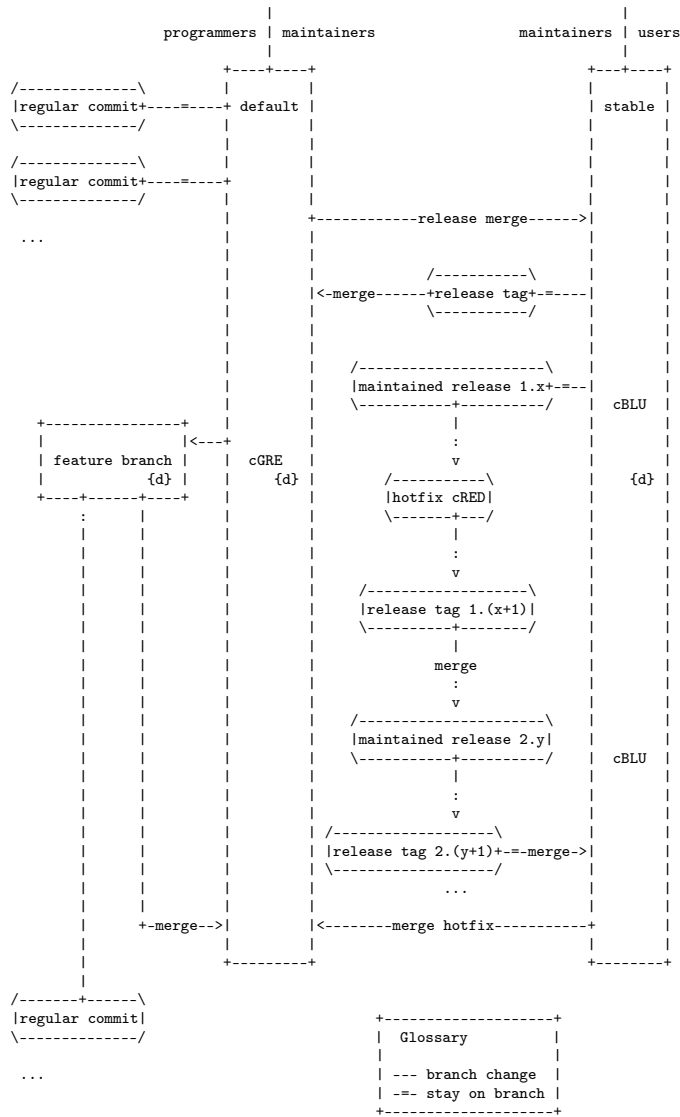 programmers | maintainers maintainers | users
regular commit default stable
regular commit
release merge
...
merge release tag
maintained release 1.x
cBLU
feature branch cGRE
{d} {d} hotfix cRED {d}
release tag 1.(x+1)
merge
maintained release 2.y
cBLU
release tag 2.(y+1) merge
...
merge merge hotfix
regular commit
Glossary
... --- branch change
-=- stay on branch